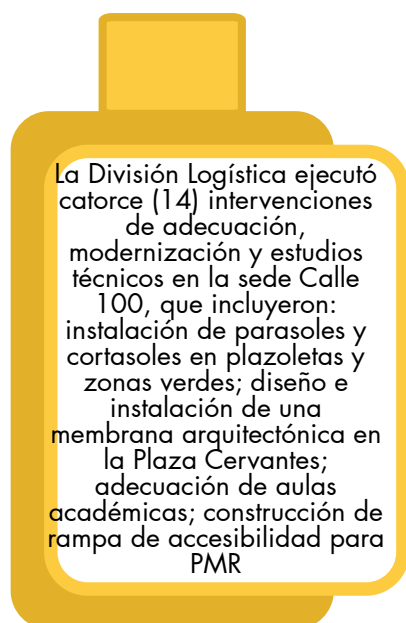 La División Logística ejecutó
catorce (14) intervenciones
de adecuación,
modernización y estudios
técnicos en la sede Calle
100, que incluyeron:
instalación de parasoles y
cortasoles en plazoletas y
zonas verdes; diseño e
instalación de una
membrana arquitectónica en
la Plaza Cervantes;
adecuación de aulas
académicas; construcción de
rampa de accesibilidad para
PMR